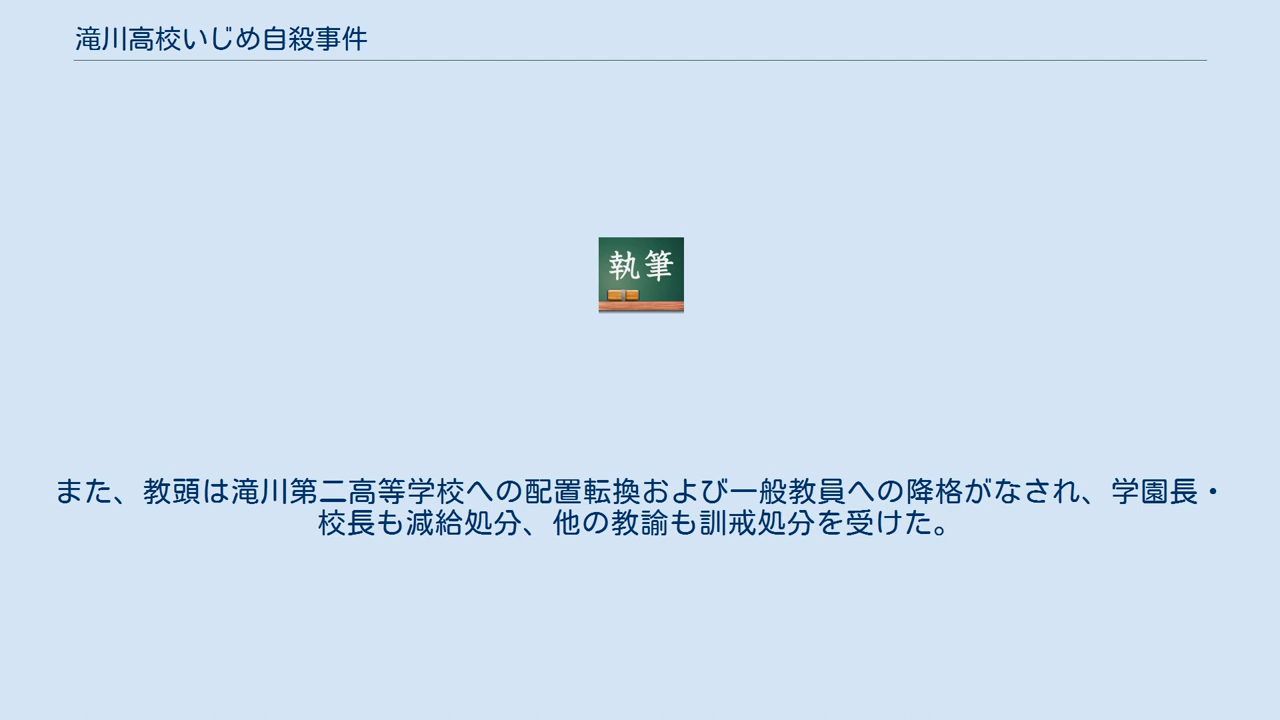 滝川高校いじめ自殺事件
執筆
また、教頭は滝川第二高等学校への配置転換および一般教員への降格がなされ、学園長・
校長も減給処分、他の教諭も訓戒処分を受けた。